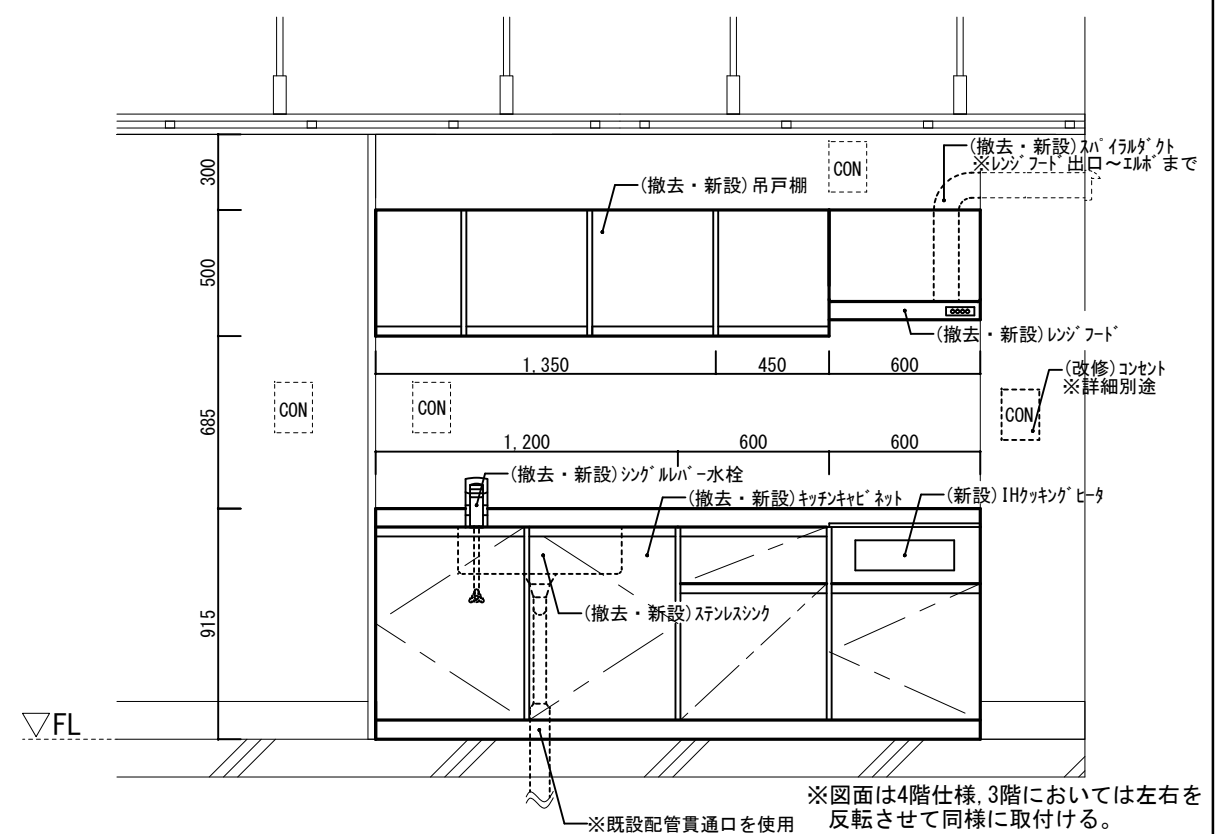 (撤去・新設)スパイラルダクト
※レンジフード出口～エルボまで
CON
300
(撤去・新設)吊戸棚
500
(撤去・新設)レンジフード
1,350
450
600
(改修)コンセント
※詳細別途
CON
CON
CON
685
1,200
600
600
(撤去・新設)シングルレバー水栓
(撤去・新設)キッチンキャビネット
(新設)IHクッキングヒータ
(撤去・新設)ステンレスシンク
915
▽FL
※図面は4階仕様,3階においては左右を
反転させて同様に取付ける。
※既設配管貫通口を使用